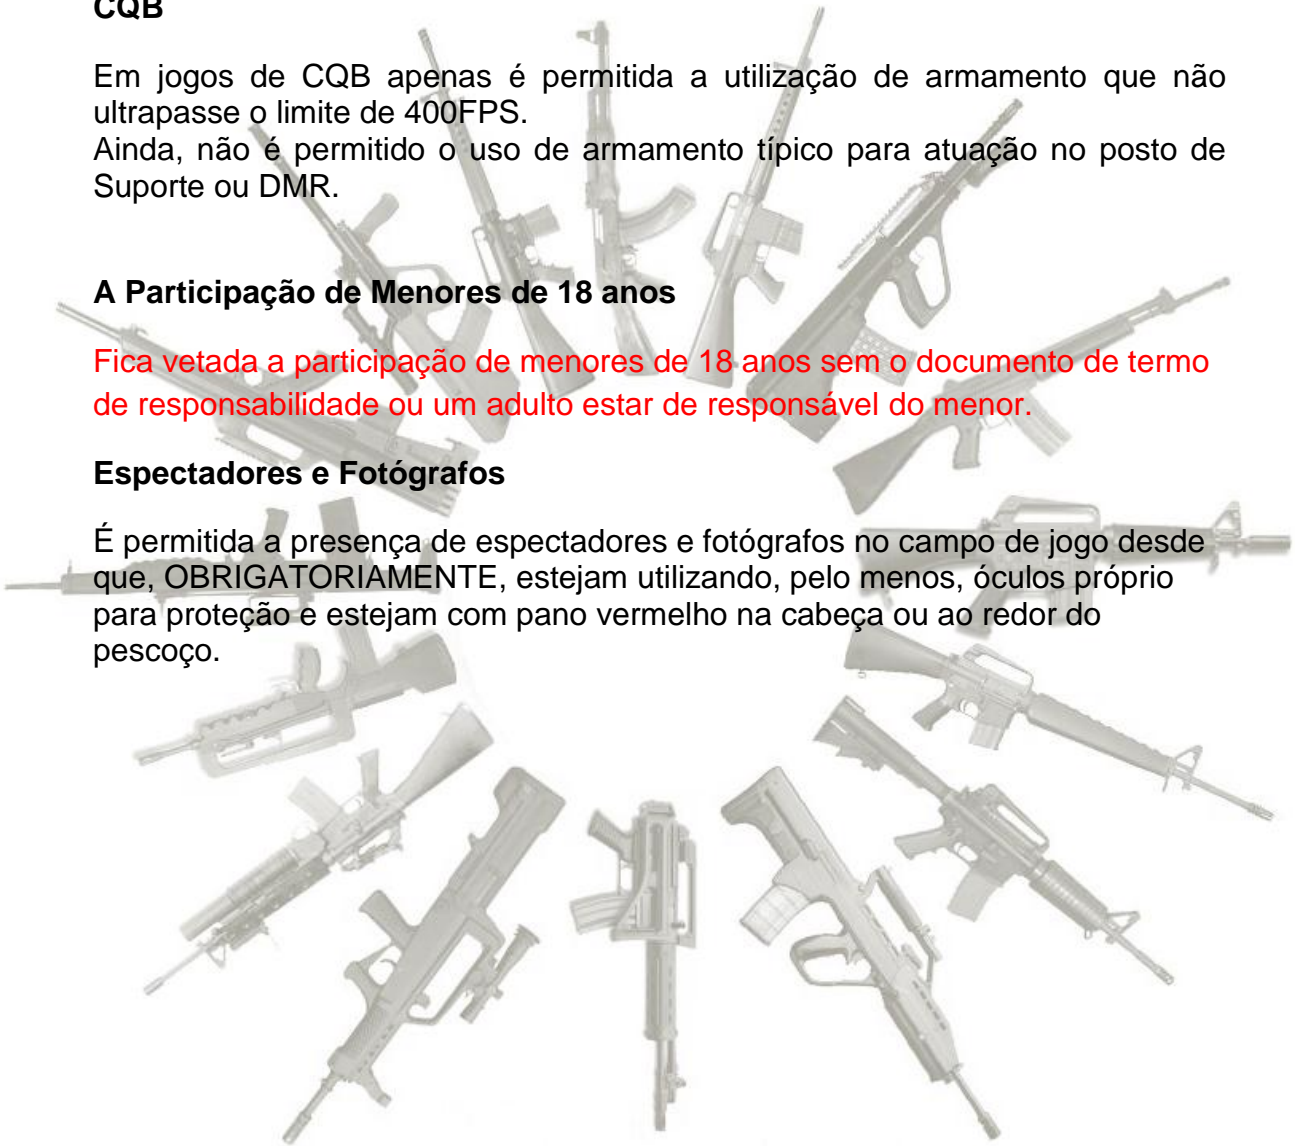 CQB
Em jogos de CQB apenas é permitida a utilização de armamento que não
ultrapasse o limite de 400FPS.
Ainda, não é permitido o uso de armamento típico para atuação no posto de
Suporte ou DMR.
A Participação de Menores de 18 anos
Fica vetada a participação de menores de 18 anos sem o documento de termo
de responsabilidade ou um adulto estar de responsável do menor.
Espectadores e Fotógrafos
É permitida a presença de espectadores e fotógrafos no campo de jogo desde
que, OBRIGATORIAMENTE, estejam utilizando, pelo menos, óculos próprio
para proteção e estejam com pano vermelho na cabeça ou ao redor do
pescoço.